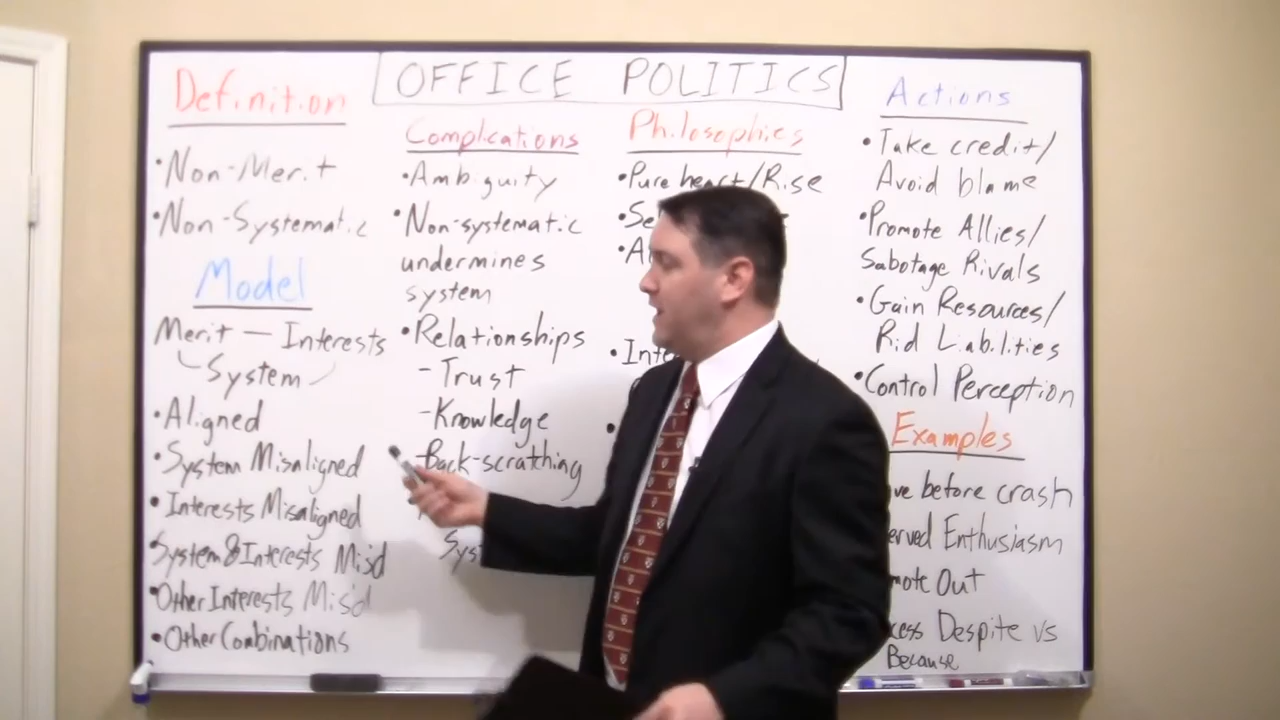 OFFICE POLITICS
Definition
• Non-Merit
• Non-Systematic
Model
Merit — Interests
System
• Aligned
• System Misaligned
• Interests Misaligned
• System & Interests Mis'd
• Other Interests Mis'd
• Other Combinations
Complications
• Ambiguity
• Non-systematic
undermines
system
• Relationships
- Trust
- Knowledge
- Back-scratching
Philosophies
• Pure heart/Rise
Actions
• Take credit/
Avoid blame
• Promote Allies/
Sabotage Rivals
• Gain Resources/
Rid Liabilities
• Control Perception
Examples
before crash
Enthusiasm
Out
Despite vs
Because